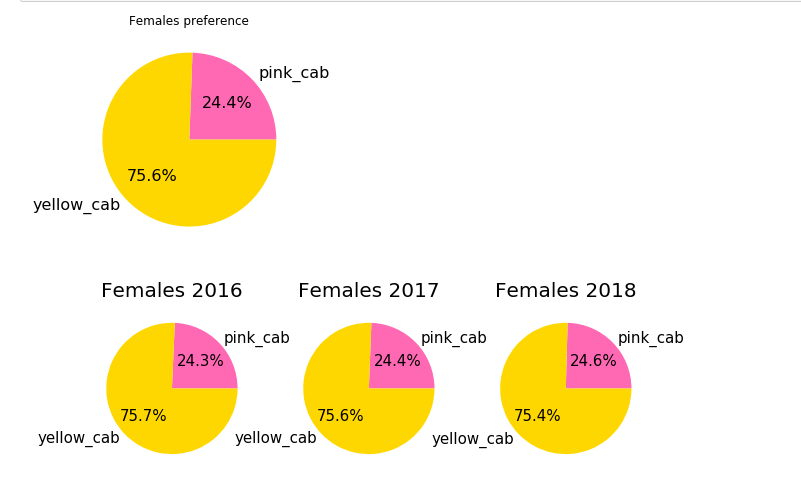 Females preference
pink_cab
24.4%
75.6%
yellow_cab
Females 2016
Females 2017
Females 2018
pink_cab
pink_cab
pink_cab
24.3%
24.4%
24.6%
75.7%
75.6%
75.4%
yellow_cab
yellow_cab
yellow_cab